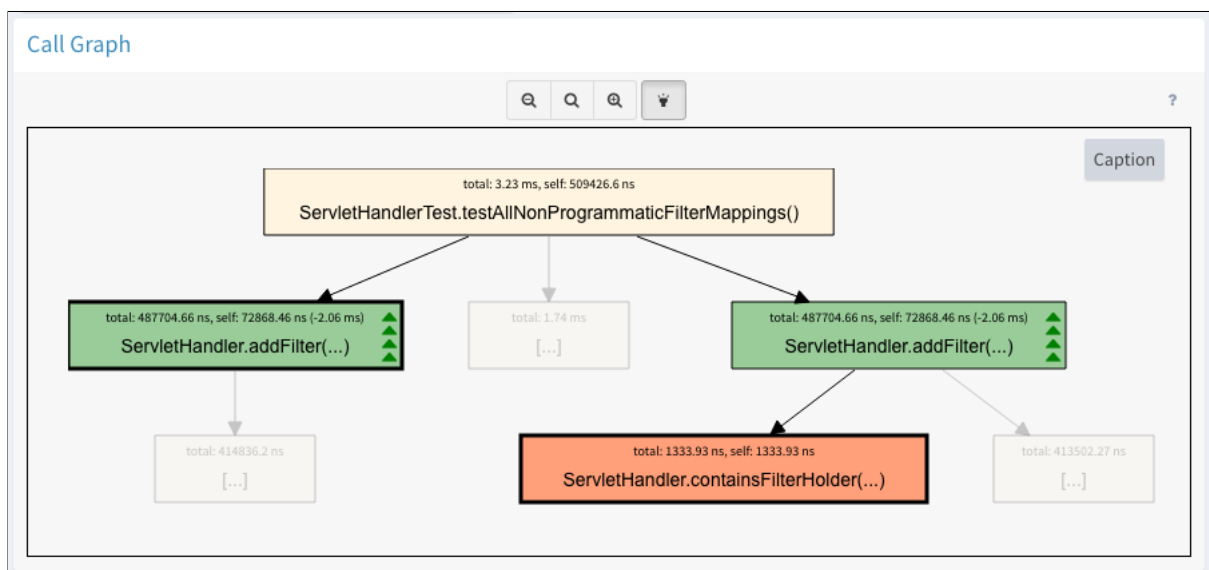 Call Graph
?
Caption
total: 3.23 ms, self: 509426.6 ns
ServletHandlerTest.testAllNonProgrammaticFilterMappings()
total: 487704.66 ns, self: 72868.46 ns (-2.06 ms)
ServletHandler.addFilter(...)
total: 1.74 ms
[...]
total: 487704.66 ns, self: 72868.46 ns (-2.06 ms)
ServletHandler.addFilter(...)
total: 414836.2 ns
[...]
total: 1333.93 ns, self: 1333.93 ns
ServletHandler.containsFilterHolder(...)
total: 413502.27 ns
[...]